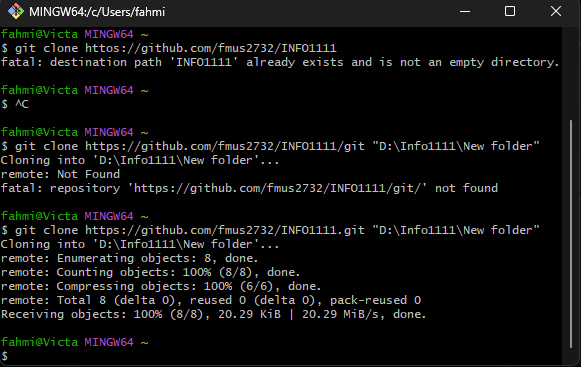 MINGW64:/c/Users/fahmi
fahmi@Victa MINGW64 ~
$ git clone httos://github.com/fmus2732/INFO1111
fatal: destination path 'INFO1111' already exists and is not an empty directory.
fahmi@Victa MINGW64 ~
$ ^C
fahmi@Victa MINGW64 ~
$ git clone https://github.com/fmus2732/INFO1111/git "D:\Info1111\New folder"
Cloning into 'D:\Info1111\New folder'...
remote: Not Found
fatal: repository 'https://github.com/fmus2732/INFO1111/git/' not found
fahmi@Victa MINGW64 ~
$ git clone https://github.com/fmus2732/INFO1111.git "D:\Info1111\New folder"
Cloning into 'D:\Info1111\New folder'...
remote: Enumerating objects: 8, done.
remote: Counting objects: 100% (8/8), done.
remote: Compressing objects: 100% (6/6), done.
remote: Total 8 (delta 0), reused 0 (delta 0), pack-reused 0
Receiving objects: 100% (8/8), 20.29 KiB | 20.29 MiB/s, done.
fahmi@Victa MINGW64 ~
$